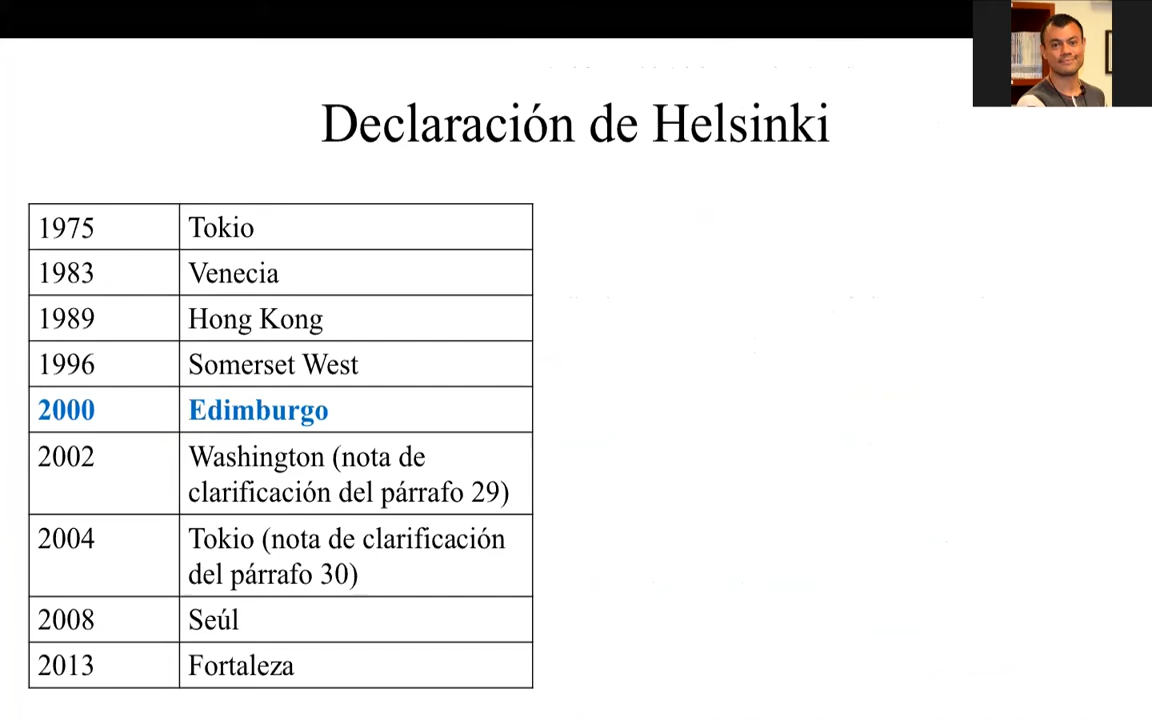 Declaración de Helsinki
1975 Tokio
1983 Venecia
1989 Hong Kong
1996 Somerset West
2000 Edimburgo
2002 Washington (nota de
clarificación del párrafo 29)
2004 Tokio (nota de clarificación
del párrafo 30)
2008 Seúl
2013 Fortaleza